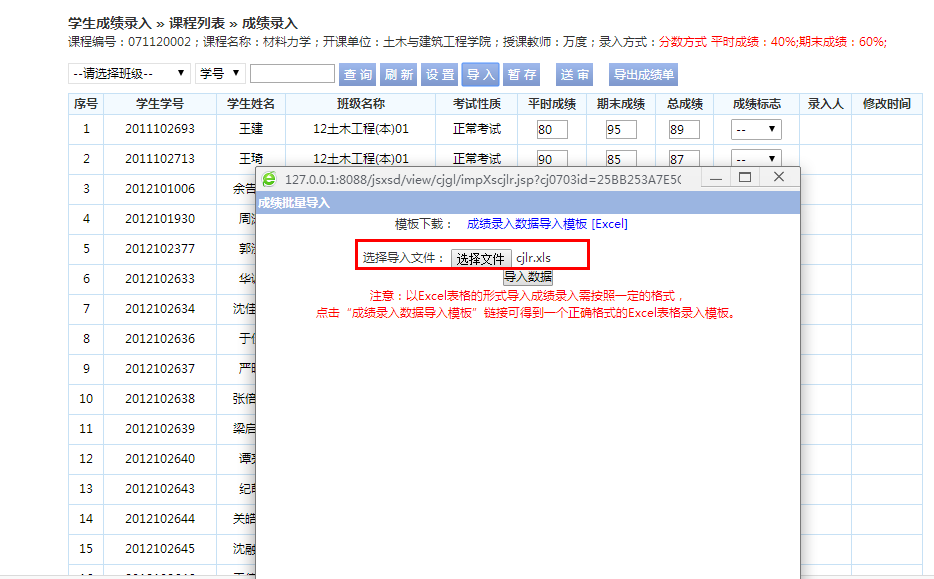 学生成绩录入 » 课程列表 » 成绩录入
课程编号：071120002；课程名称：材料力学；开课单位：土木与建筑工程学院；授课教师：万度；录入方式：分数方式 平时成绩：40%;期末成绩：60%;
--请选择班级-- 学号 查 询 刷 新 设 置 导 入 暂 存 送 审 导出成绩单
序号 学生学号 学生姓名 班级名称 考试性质 平时成绩 期末成绩 总成绩 成绩标志 录入人 修改时间
1 2011102693 王建 12土木工程(本)01 正常考试 80 95 89 --
2 2011102713 王琦 12土木工程(本)01 正常考试 90 85 87 --
127.0.0.1:8088/jsxsd/view/cjgl/impXscjlr.jsp?cj0703id=25BB253A7E5
3 2012101006 余告
成绩批量导入
4 2012101930 周
模板下载： 成绩录入数据导入模板 [Excel]
5 2012102377 郭
选择导入文件： 选择文件 cjlr.xls
6 2012102633 华
导入数据
注意：以Excel表格的形式导入成绩录入需按照一定的格式，
7 2012102634 沈佳
点击“成绩录入数据导入模板”链接可得到一个正确格式的Excel表格录入模板。
8 2012102636 于
9 2012102637 严
10 2012102638 张倍
11 2012102639 梁启
12 2012102640 谭
13 2012102643 纪
14 2012102644 关皓
15 2012102645 沈融